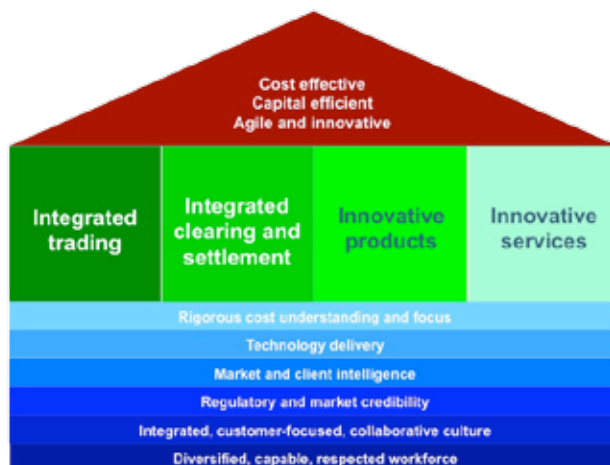 Cost effective
Capital efficient
Agile and innovative
Integrated
trading
Integrated
clearing and
settlement
Innovative
products
Innovative
services
Rigorous cost understanding and focus
Technology delivery
Market and client intelligence
Regulatory and market credibility
Integrated, customer-focused, collaborative culture
Diversified, capable, respected workforce